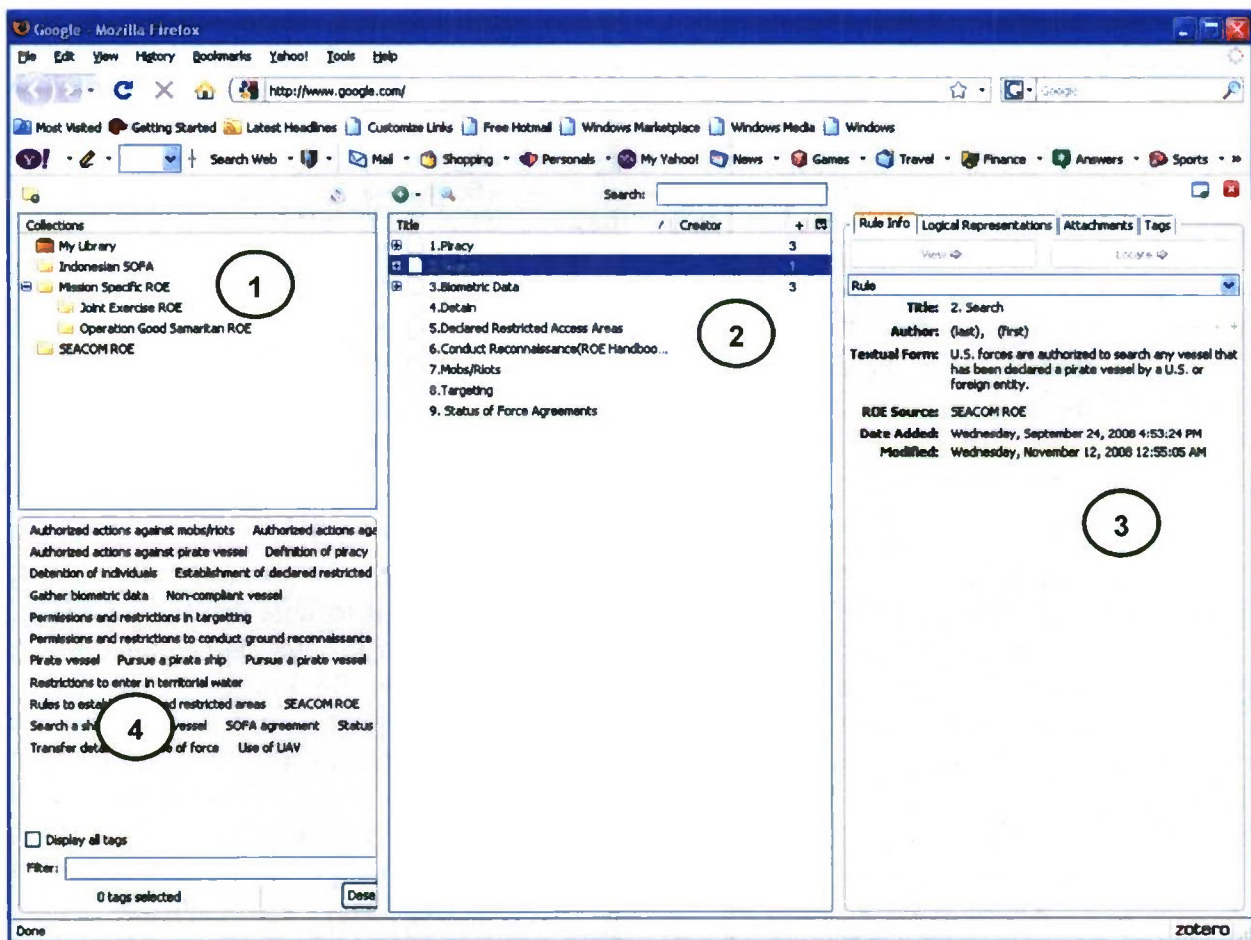 Google - Mozilla Firefox
File Edit View History Bookmarks Yahoo! Tools Help
http://www.google.com/ Google
Most Visited Getting Started Latest Headlines Customize Links Free Hotmail Windows Marketplace Windows Media Windows
Y! Search Web Mail Shopping Personals My Yahoo! News Games Travel Finance Answers Sports »
Search:
Collections
My Library
Indonesian SOFA
Mission Specific ROE
Joint Exercise ROE
Operation Good Samaritan ROE
SEACOM ROE
1
Title / Creator +
1.Piracy 3
1
3.Biometric Data 3
4.Detain
5.Declared Restricted Access Areas
6.Conduct Reconnaissance(ROE Handboo...
7.Mobs/Riots
8.Targeting
9. Status of Force Agreements
2
Rule Info Logical Representations Attachments Tags
View Locate
Rule
Title: 2. Search
Author: (last), (first)
Textual Form: U.S. forces are authorized to search any vessel that
has been declared a pirate vessel by a U.S. or
foreign entity.
ROE Source: SEACOM ROE
Date Added: Wednesday, September 24, 2008 4:53:24 PM
Modified: Wednesday, November 12, 2008 12:55:05 AM
3
Authorized actions against mobs/riots Authorized actions aga
Authorized actions against pirate vessel Definition of piracy
Detention of individuals Establishment of declared restricted
Gather biometric data Non-compliant vessel
Permissions and restrictions in targetting
Permissions and restrictions to conduct ground reconnaissance
Pirate vessel Pursue a pirata ship Pursue a pirate vessel
Restrictions to enter in territorial water
Rules to restricted areas SEACOM ROE
Search a vessel SOFA agreement Status
Transfer of force Use of UAV
4
Display all tags
Filter:
0 tags selected Dese
Done zotero